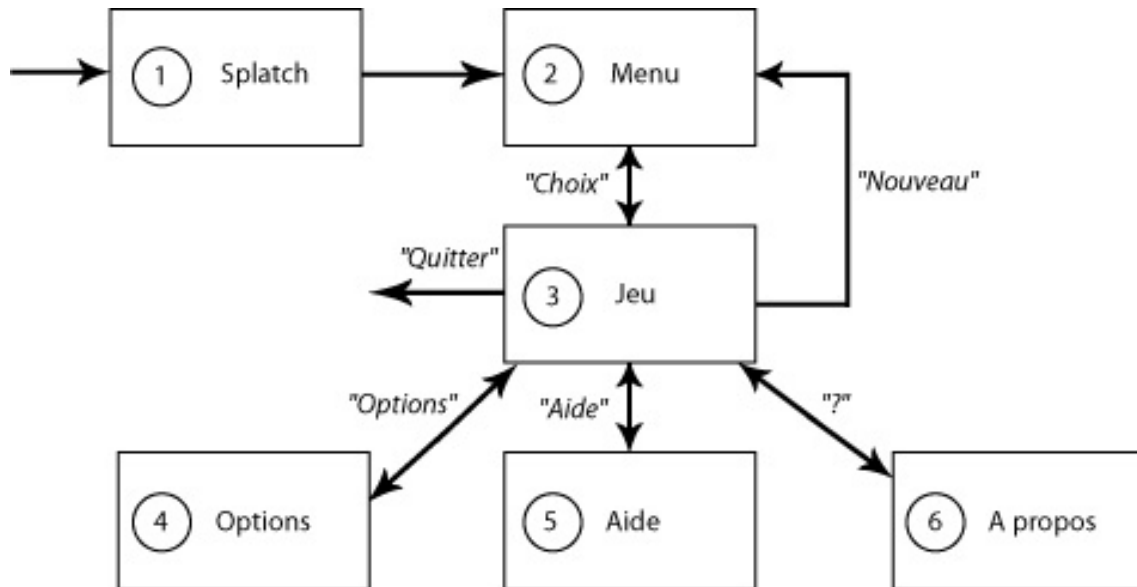 1 Splatch
2 Menu
"Choix"
"Nouveau"
"Quitter"
3 Jeu
"Options"
"Aide"
"?"
4 Options
5 Aide
6 A propos